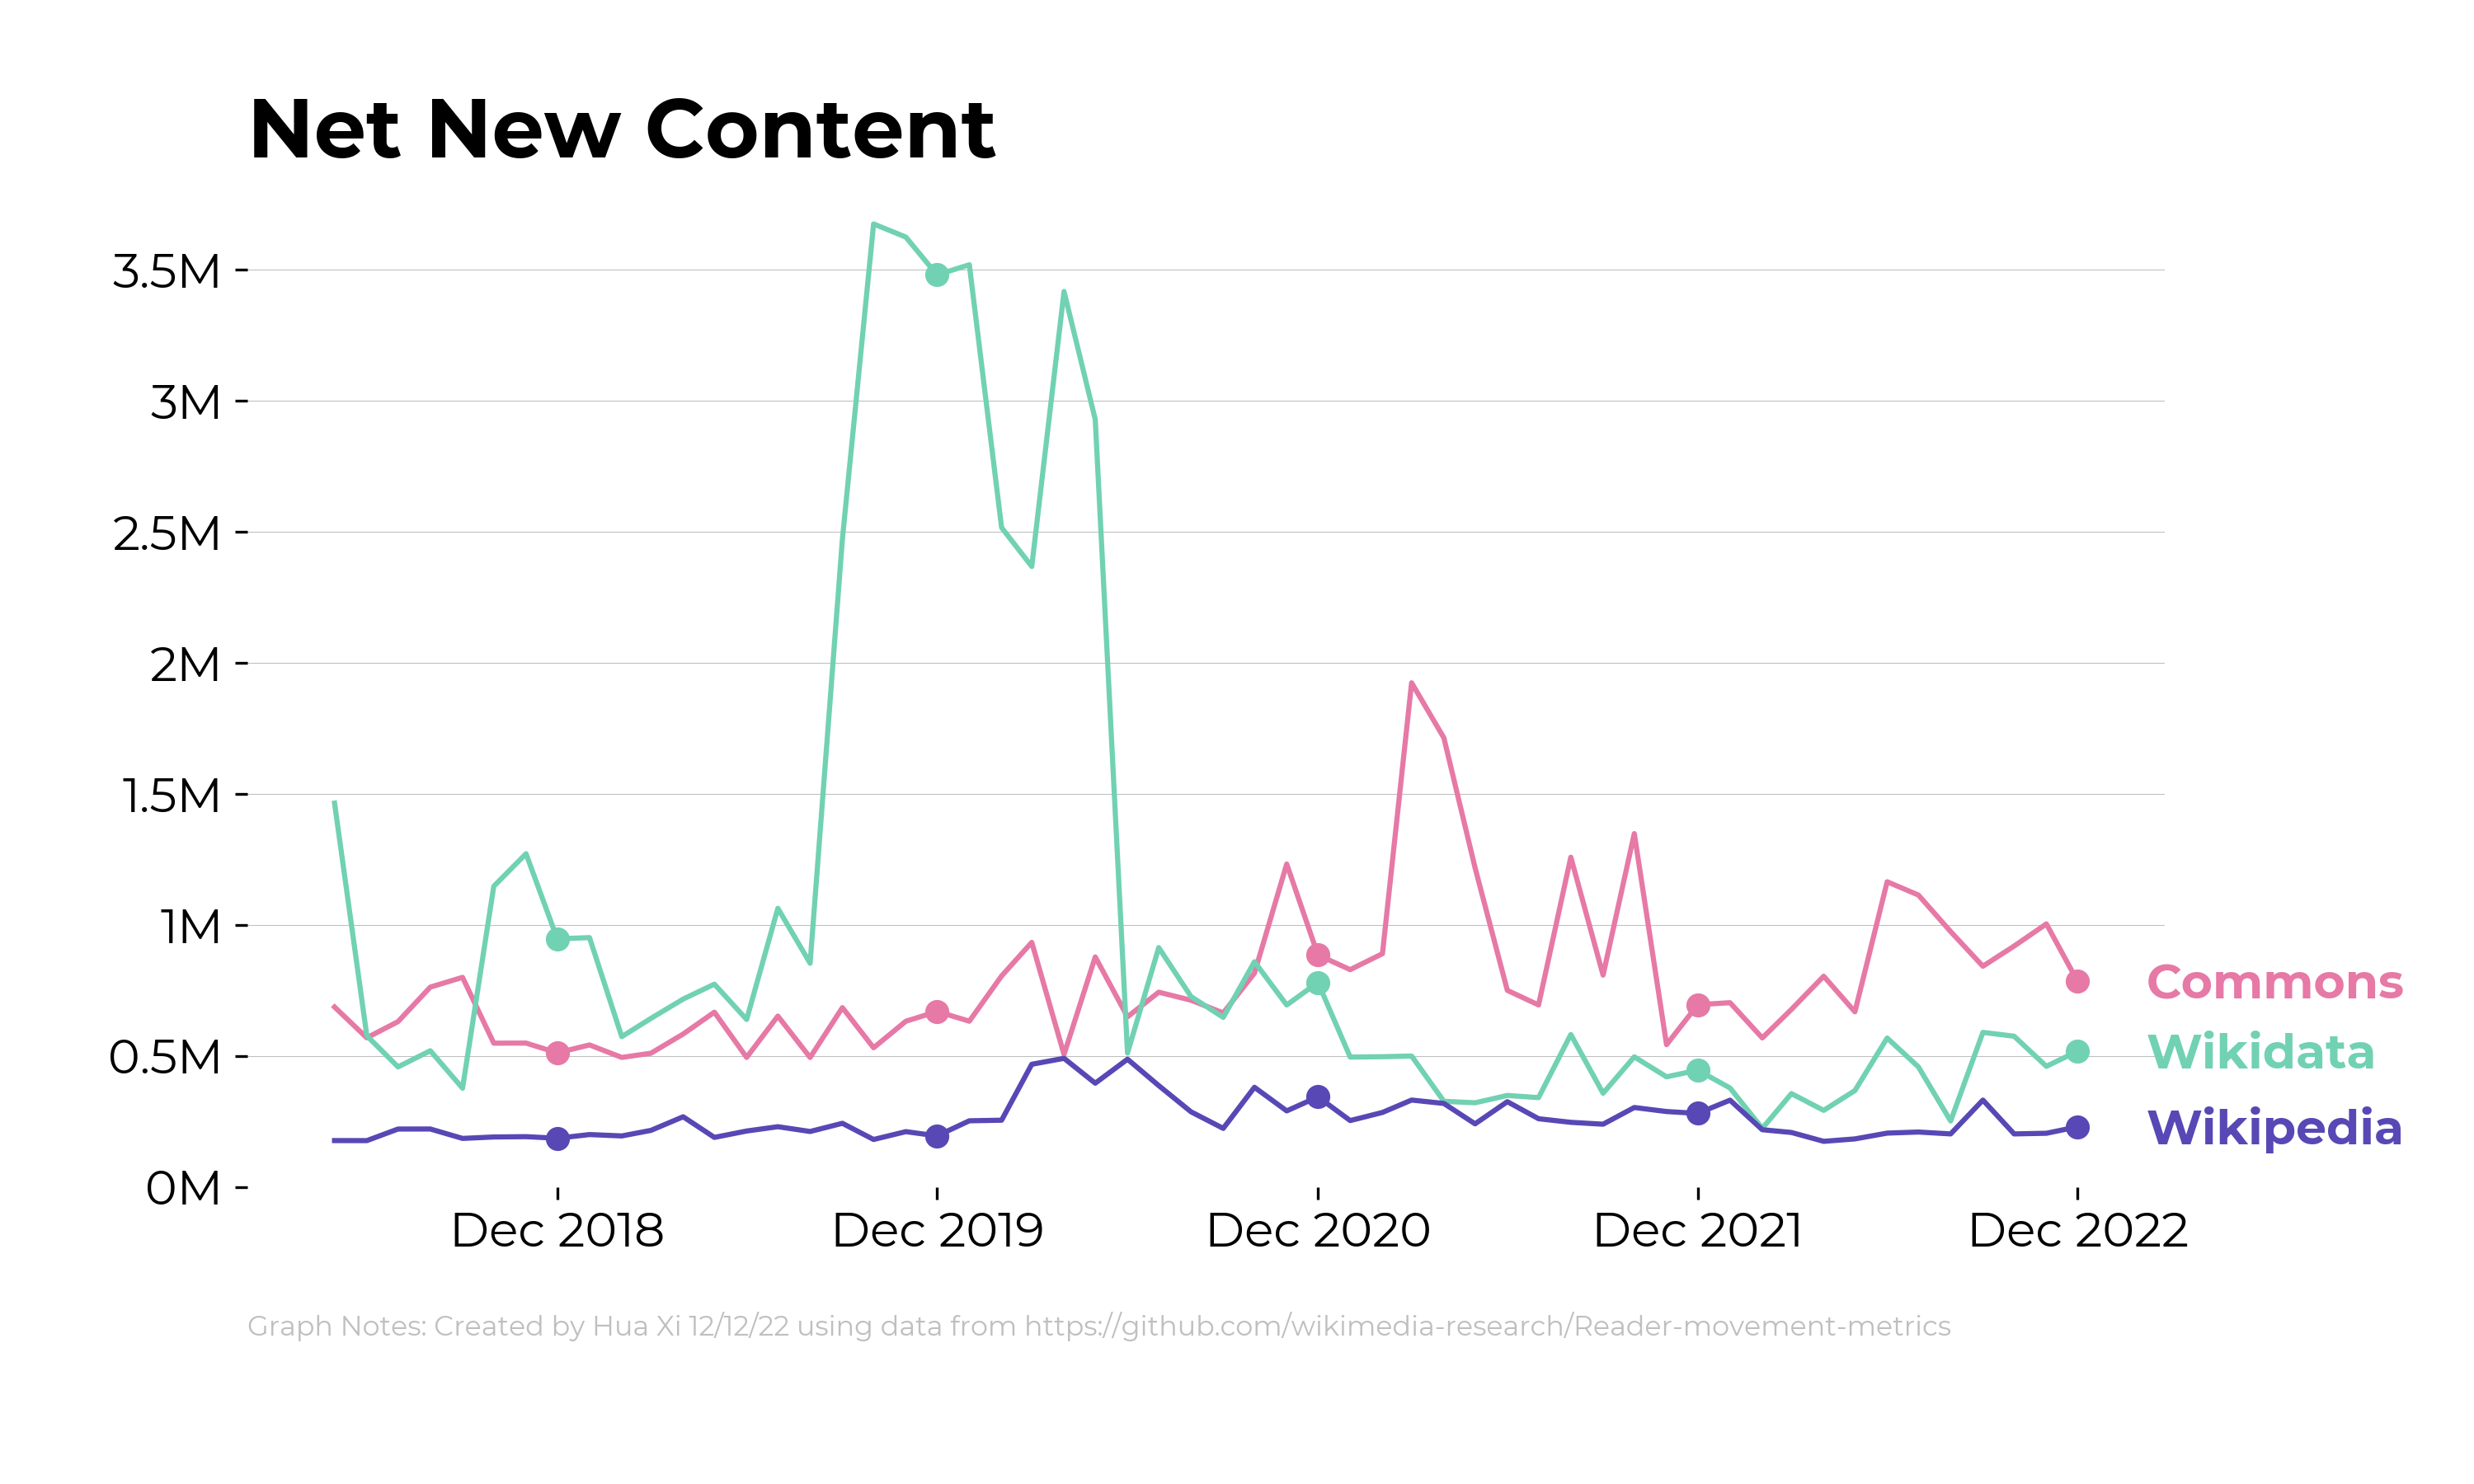 Net New Content
3.5M
3M
2.5M
2M
1.5M
1M
0.5M
0M
Commons
Wikidata
Wikipedia
Dec 2018
Dec 2019
Dec 2020
Dec 2021
Dec 2022
Graph Notes: Created by Hua Xi 12/12/22 using data from https://github.com/wikimedia-research/Reader-movement-metrics